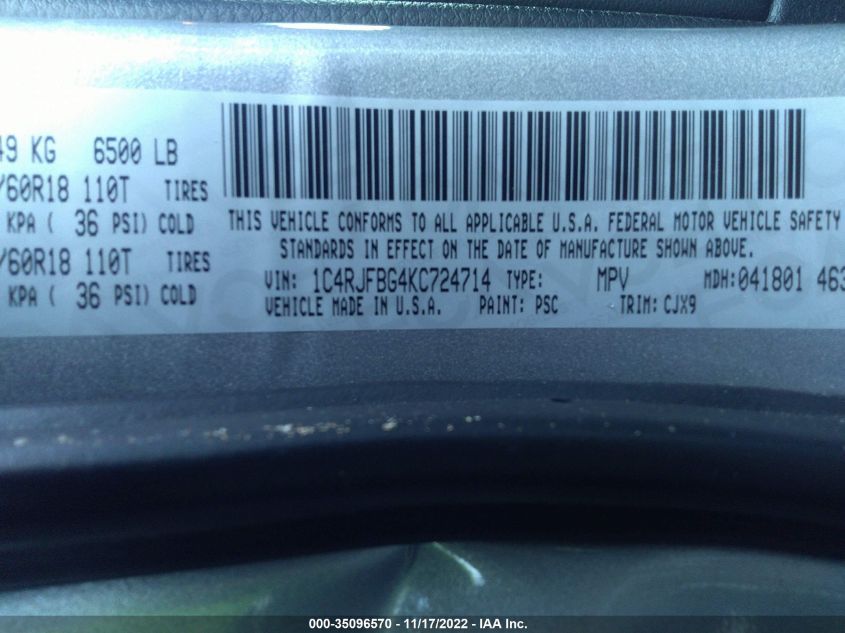 49 KG 6500 LB
/60R18 110T TIRES
KPA ( 36 PSI) COLD
/60R18 110T TIRES
KPA ( 36 PSI) COLD
THIS VEHICLE CONFORMS TO ALL APPLICABLE U.S.A. FEDERAL MOTOR VEHICLE SAFETY
STANDARDS IN EFFECT ON THE DATE OF MANUFACTURE SHOWN ABOVE.
VIN: 1C4RJFBG4KC724714 TYPE: MPV MDH:041801 463
VEHICLE MADE IN U.S.A. PAINT: PSC TRIM: CJX9
000-35096570 - 11/17/2022 - IAA Inc.